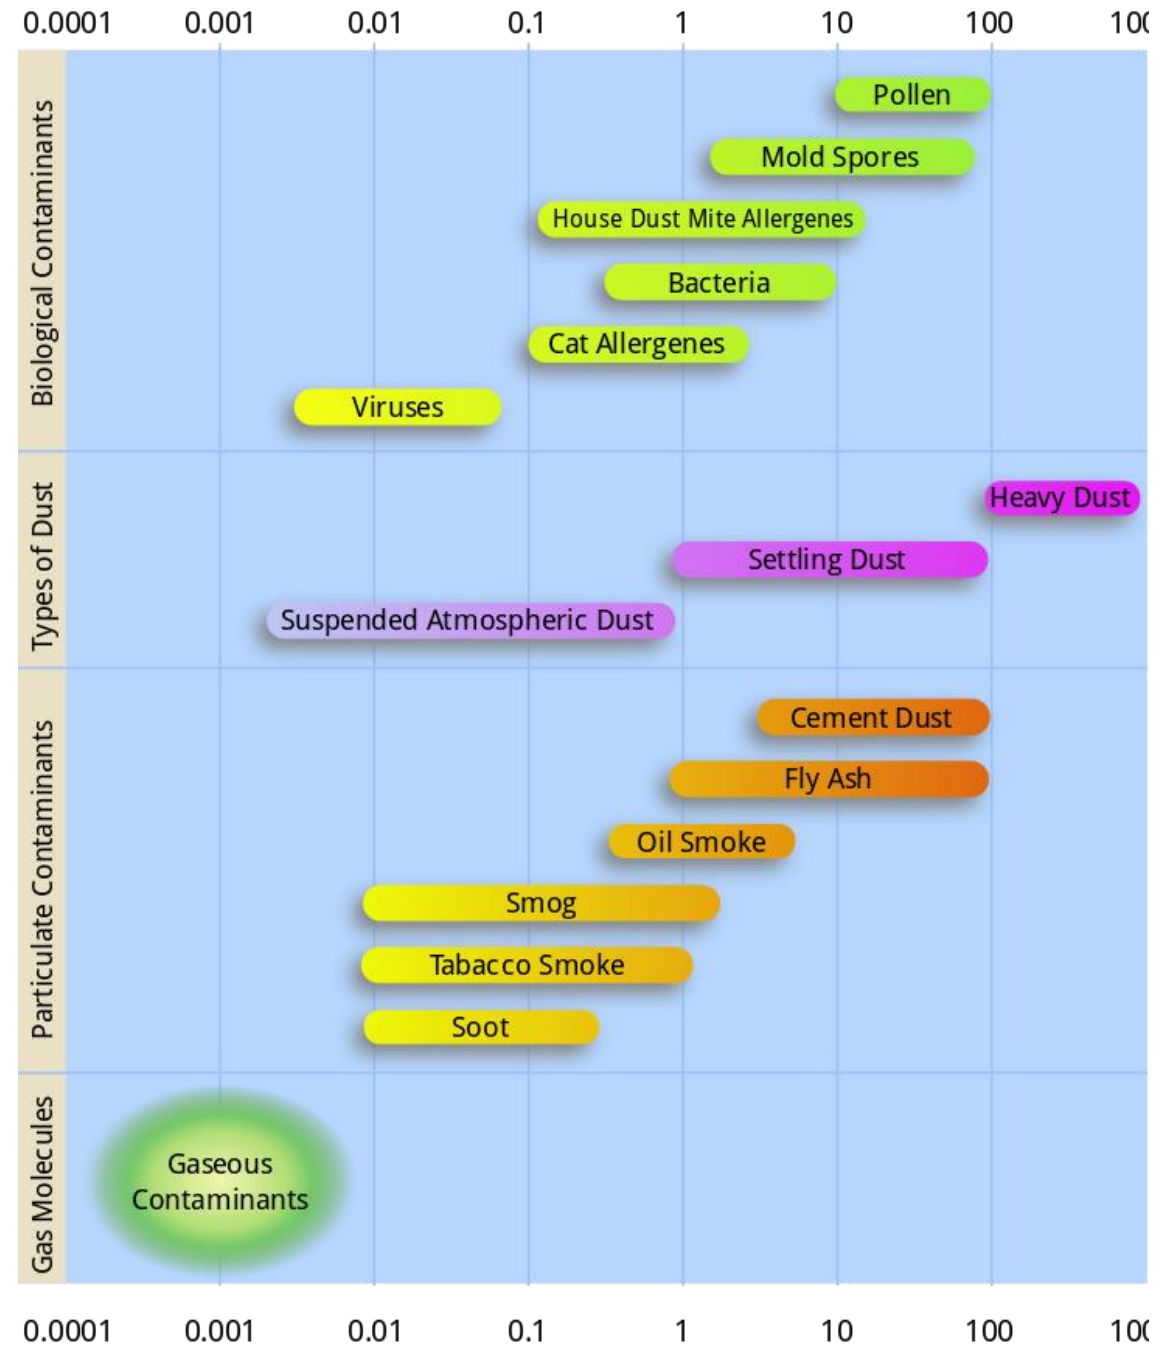 0.0001 0.001 0.01 0.1 1 10 100 100
Biological Contaminants
Pollen
Mold Spores
House Dust Mite Allergenes
Bacteria
Cat Allergenes
Viruses
Types of Dust
Heavy Dust
Settling Dust
Suspended Atmospheric Dust
Particulate Contaminants
Cement Dust
Fly Ash
Oil Smoke
Smog
Tabacco Smoke
Soot
Gas Molecules
Gaseous
Contaminants
0.0001 0.001 0.01 0.1 1 10 100 100